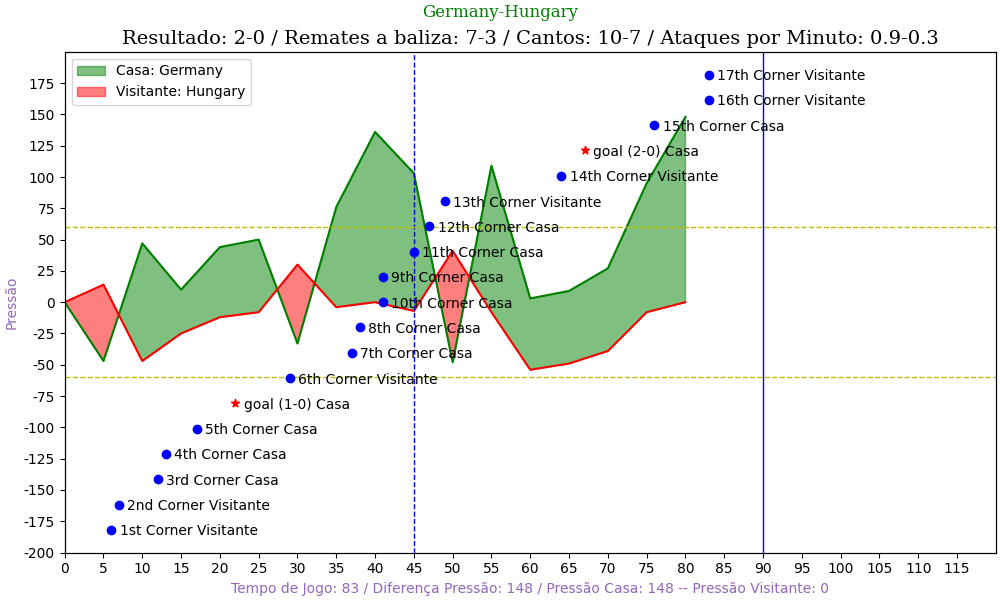 Germany-Hungary
Resultado: 2-0 / Remates a baliza: 7-3 / Cantos: 10-7 / Ataques por Minuto: 0.9-0.3
Casa: Germany
Visitante: Hungary
17th Corner Visitante
16th Corner Visitante
15th Corner Casa
goal (2-0) Casa
14th Corner Visitante
13th Corner Visitante
12th Corner Casa
11th Corner Casa
9th Corner Casa
10th Corner Casa
8th Corner Casa
7th Corner Casa
6th Corner Visitante
goal (1-0) Casa
5th Corner Casa
4th Corner Casa
3rd Corner Casa
2nd Corner Visitante
1st Corner Visitante
Pressão
175
150
125
100
75
50
25
0
-25
-50
-75
-100
-125
-150
-175
-200
0 5 10 15 20 25 30 35 40 45 50 55 60 65 70 75 80 85 90 95 100 105 110 115
Tempo de Jogo: 83 / Diferença Pressão: 148 / Pressão Casa: 148 -- Pressão Visitante: 0